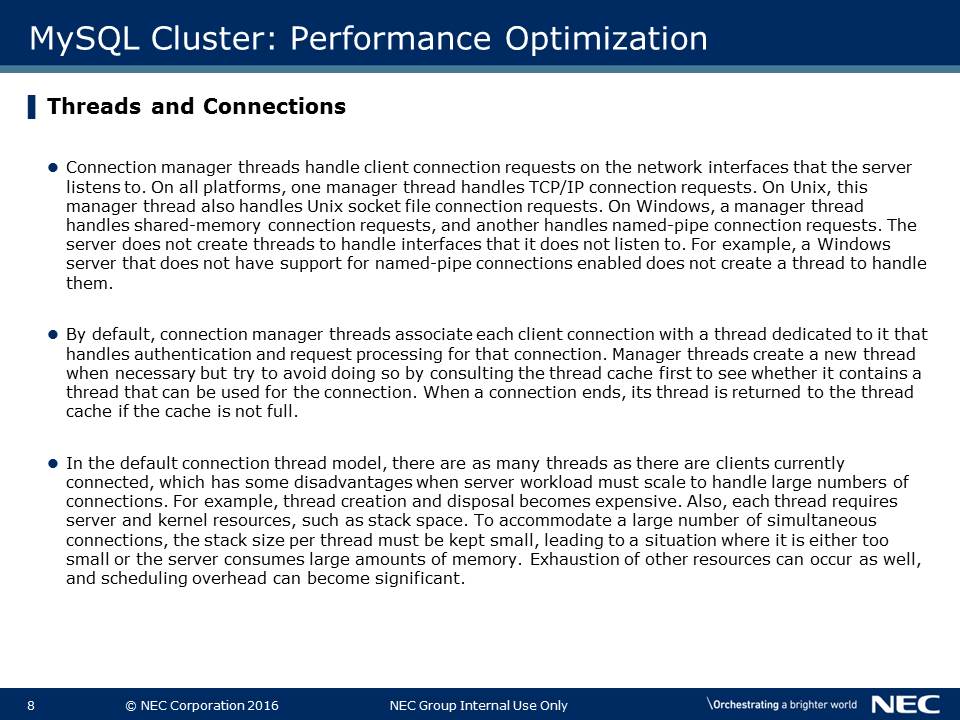 MySQL Cluster: Performance Optimization
Threads and Connections
Connection manager threads handle client connection requests on the network interfaces that the server
listens to. On all platforms, one manager thread handles TCP/IP connection requests. On Unix, this
manager thread also handles Unix socket file connection requests. On Windows, a manager thread
handles shared-memory connection requests, and another handles named-pipe connection requests. The
server does not create threads to handle interfaces that it does not listen to. For example, a Windows
server that does not have support for named-pipe connections enabled does not create a thread to handle
them.
By default, connection manager threads associate each client connection with a thread dedicated to it that
handles authentication and request processing for that connection. Manager threads create a new thread
when necessary but try to avoid doing so by consulting the thread cache first to see whether it contains a
thread that can be used for the connection. When a connection ends, its thread is returned to the thread
cache if the cache is not full.
In the default connection thread model, there are as many threads as there are clients currently
connected, which has some disadvantages when server workload must scale to handle large numbers of
connections. For example, thread creation and disposal becomes expensive. Also, each thread requires
server and kernel resources, such as stack space. To accommodate a large number of simultaneous
connections, the stack size per thread must be kept small, leading to a situation where it is either too
small or the server consumes large amounts of memory. Exhaustion of other resources can occur as well,
and scheduling overhead can become significant.
8 © NEC Corporation 2016 NEC Group Internal Use Only \Orchestrating a brighter world NEC